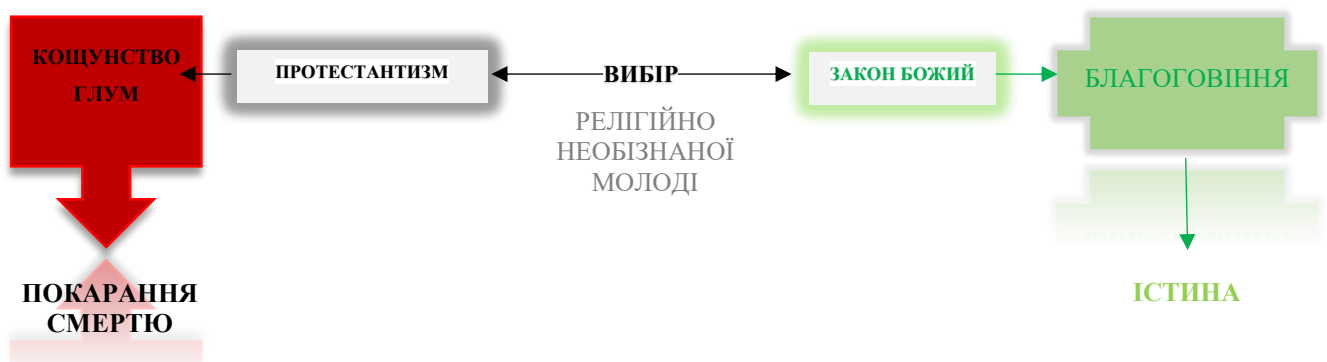 КОЩУНСТВО
ГЛУМ
ПРОТЕСТАНТИЗМ
ВИБІР
РЕЛІГІЙНО
НЕОБІЗНАНОЇ
МОЛОДІ
ЗАКОН БОЖИЙ
БЛАГОГОВІННЯ
ПОКАРАННЯ
СМЕРТЮ
ІСТИНА